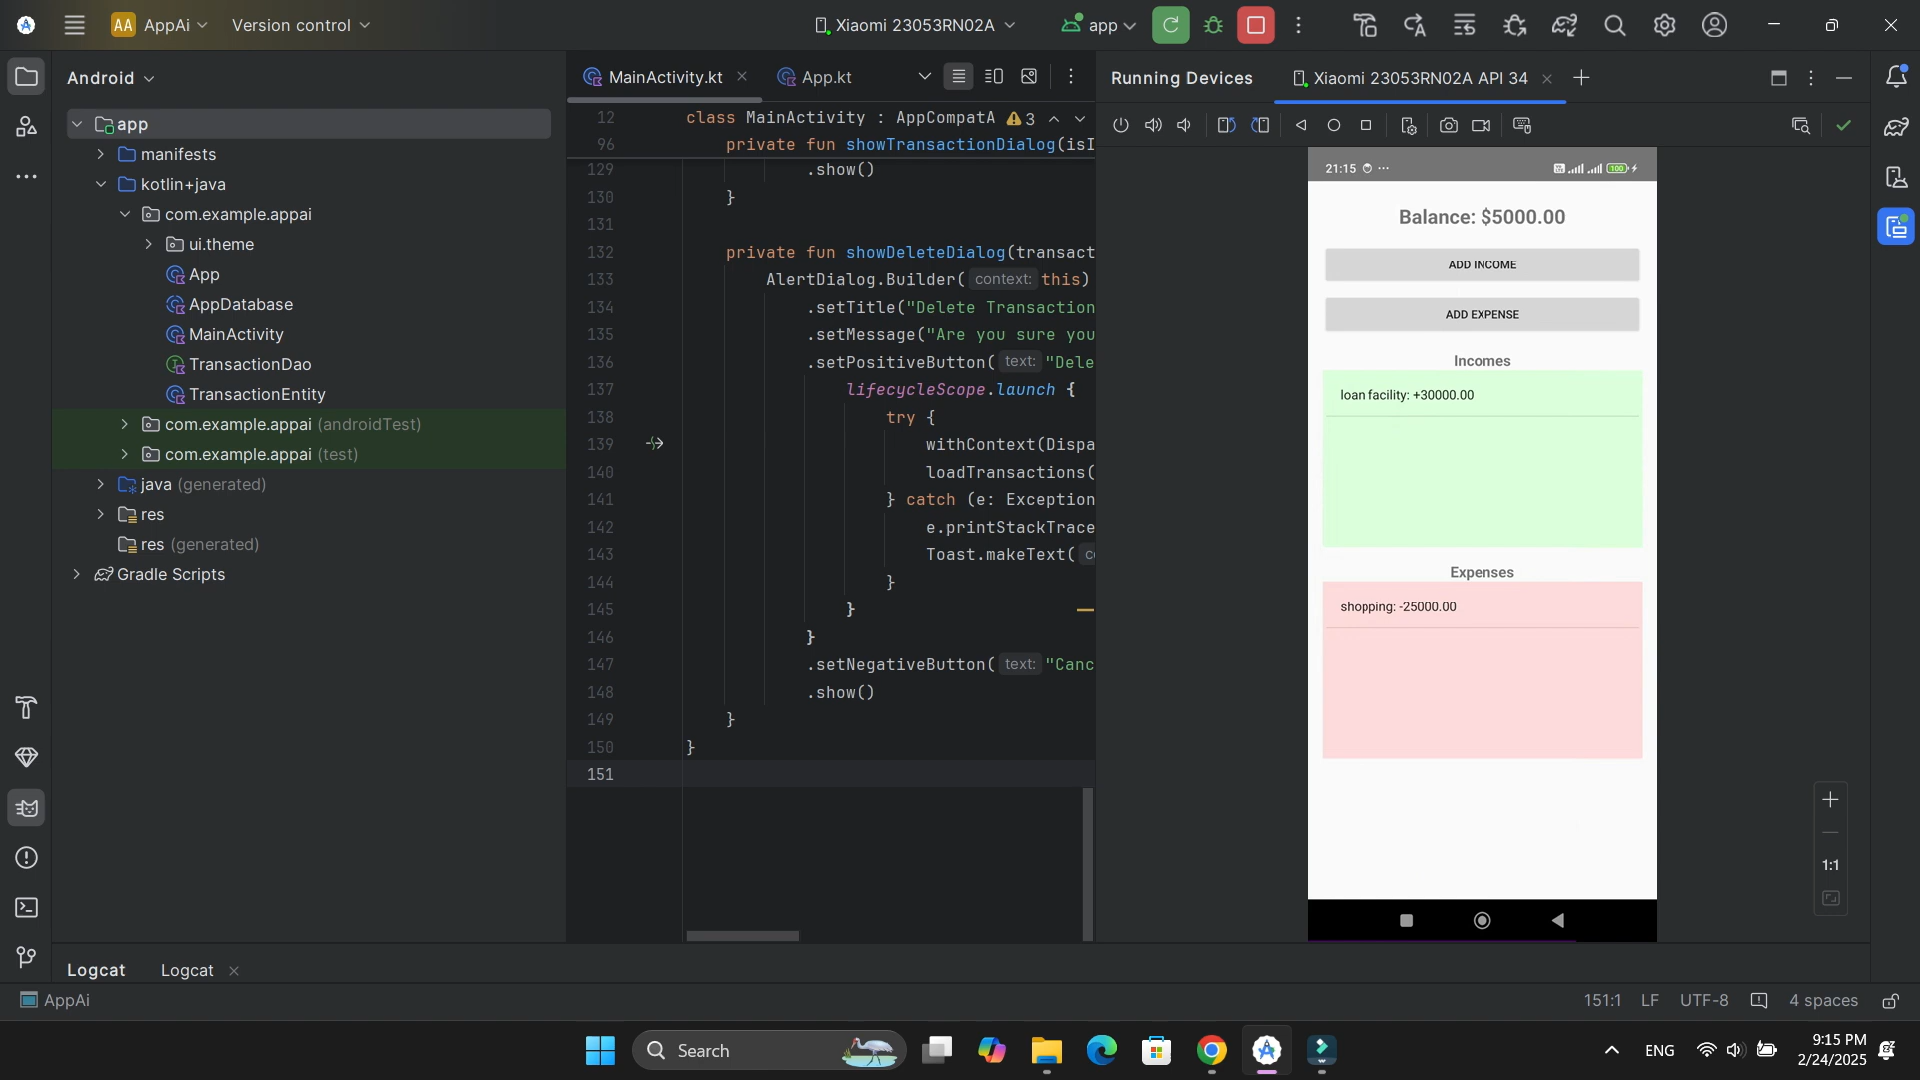 AA AppAi Version control Xiaomi 23053RN02A app
Android
MainActivity.kt App.kt
Running Devices Xiaomi 23053RN02A API 34
app
manifests
kotlin+java
com.example.appai
ui.theme
App
AppDatabase
MainActivity
TransactionDao
TransactionEntity
com.example.appai (androidTest)
com.example.appai (test)
java (generated)
res
res (generated)
Gradle Scripts
12 class MainActivity : AppCompatA 3
96 private fun showTransactionDialog(isI
129 .show()
130 }
131
132 private fun showDeleteDialog(transact
133 AlertDialog.Builder( context: this)
134 .setTitle("Delete Transaction
135 .setMessage("Are you sure you
136 .setPositiveButton( text: "Dele
137 lifecycleScope.launch {
138 try {
139 withContext(Dispa
140 loadTransactions(
141 } catch (e: Exception
142 e.printStackTrace
143 Toast.makeText( co
144 }
145 }
146 }
147 .setNegativeButton( text: "Canc
148 .show()
149 }
150 }
151
21:15 100
Balance: $5000.00
ADD INCOME
ADD EXPENSE
Incomes
loan facility: +30000.00
Expenses
shopping: -25000.00
1:1
Logcat Logcat
AppAi 151:1 LF UTF-8 4 spaces
Search ENG 9:15 PM
2/24/2025